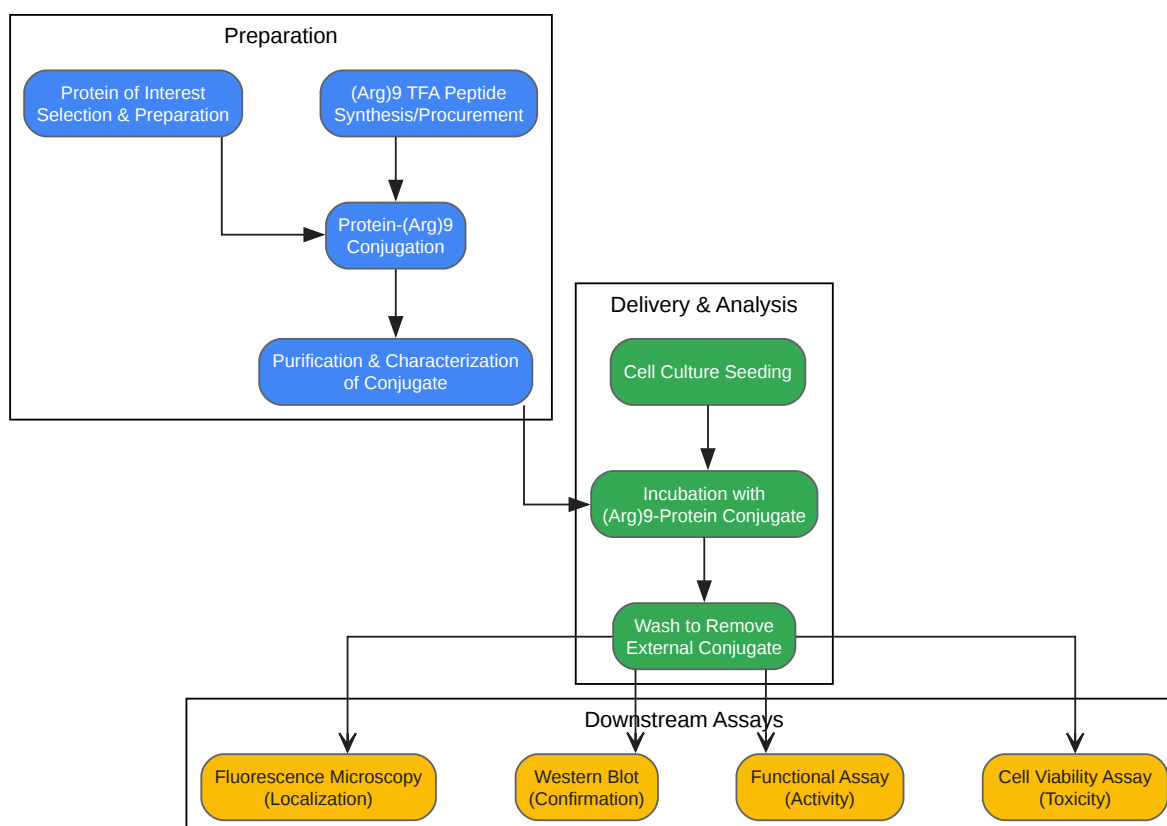 Preparation
Protein of Interest
Selection & Preparation
(Arg)9 TFA Peptide
Synthesis/Procurement
Protein-(Arg)9
Conjugation
Purification & Characterization
of Conjugate
Delivery & Analysis
Cell Culture Seeding
Incubation with
(Arg)9-Protein Conjugate
Wash to Remove
External Conjugate
Downstream Assays
Fluorescence Microscopy
(Localization)
Western Blot
(Confirmation)
Functional Assay
(Activity)
Cell Viability Assay
(Toxicity)